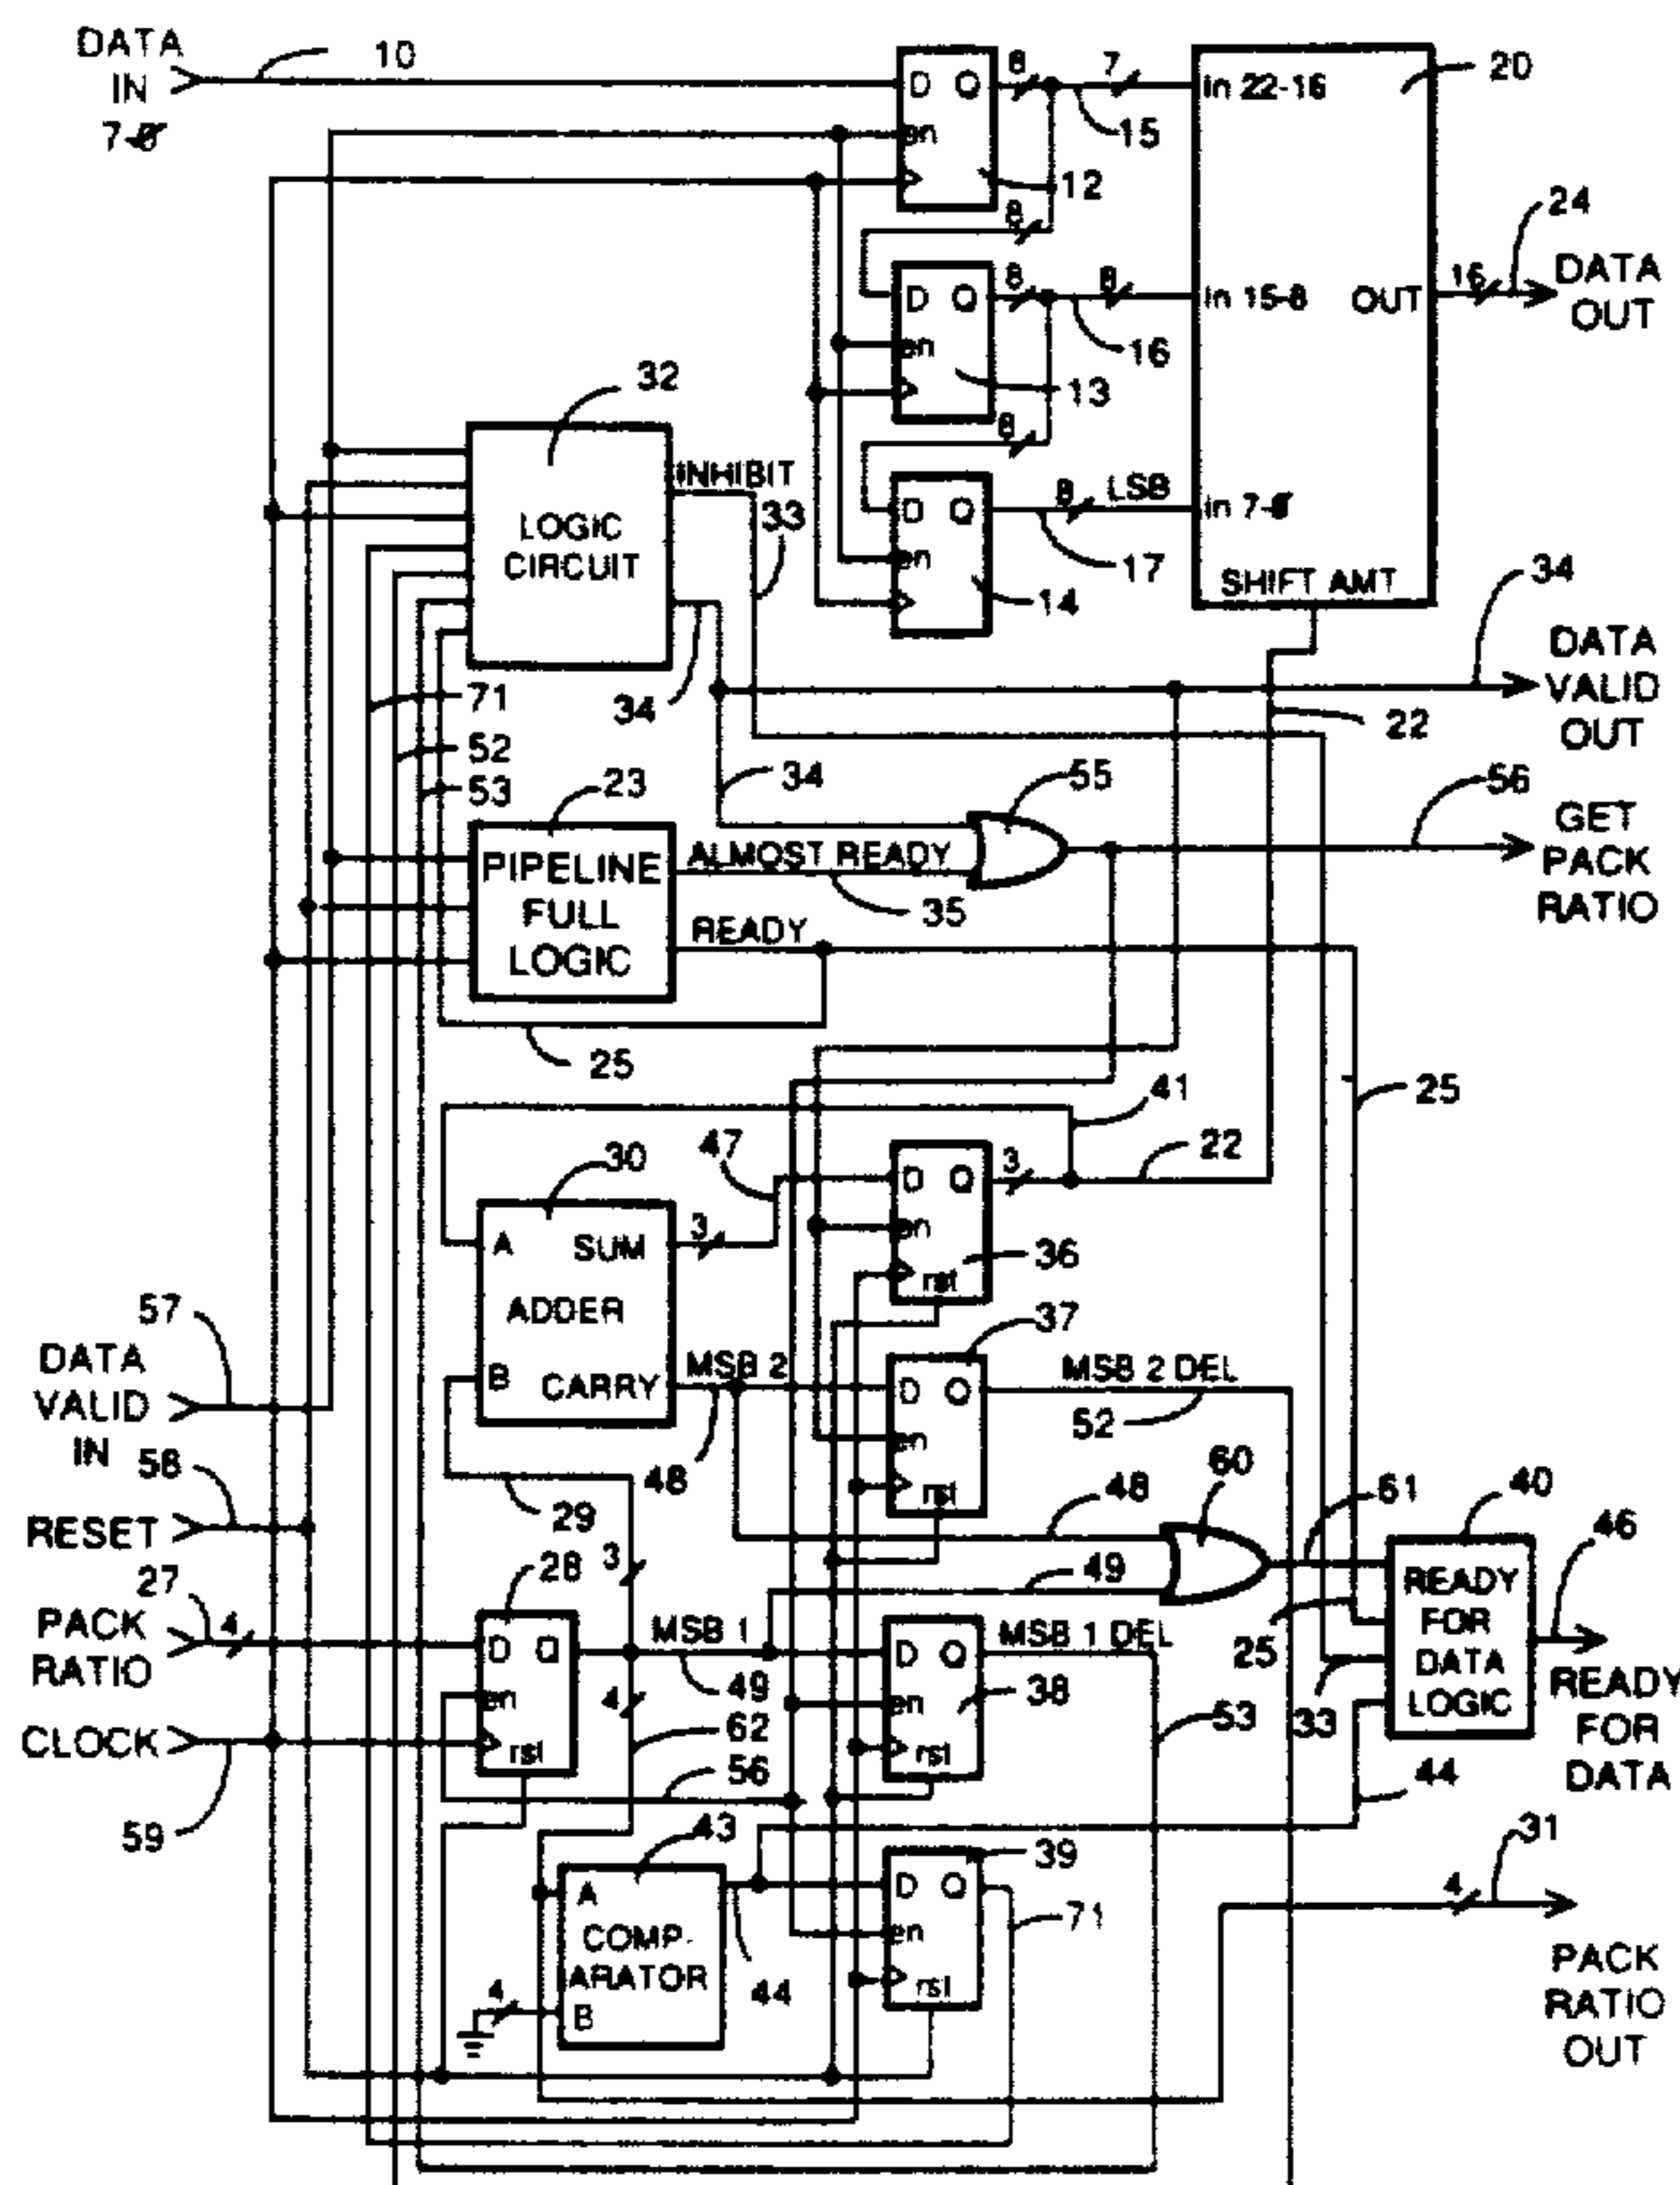 DATA IN 7-0
10
D Q
en
12
8
7
15
In 22-16
20
8
D Q
en
13
8
8
16
In 15-8
OUT
16
24
DATA OUT
8
D Q
en
14
8
LSB
17
In 7-0
SHIFT AMT
32
LOGIC CIRCUIT
INHIBIT
33
34
34
DATA VALID OUT
22
71
52
53
23
34
55
56
GET PACK RATIO
PIPELINE FULL LOGIC
ALMOST READY
35
READY
25
25
41
47
30
A SUM
ADDER
B CARRY
3
D Q
en
rst
36
3
22
57
DATA VALID IN
MSB 2
48
37
D Q
en
rst
MSB 2 DEL
52
58
RESET
29
3
48
60
61
40
46
49
27
PACK RATIO
4
28
D Q
en
rst
MSB 1
49
D Q
en
rst
38
MSB 1 DEL
53
25
33
READY FOR DATA LOGIC
READY FOR DATA
CLOCK
59
4
62
56
44
43
A
COMP-
ARATOR
B
4
44
39
D Q
en
rst
71
4
31
PACK RATIO OUT